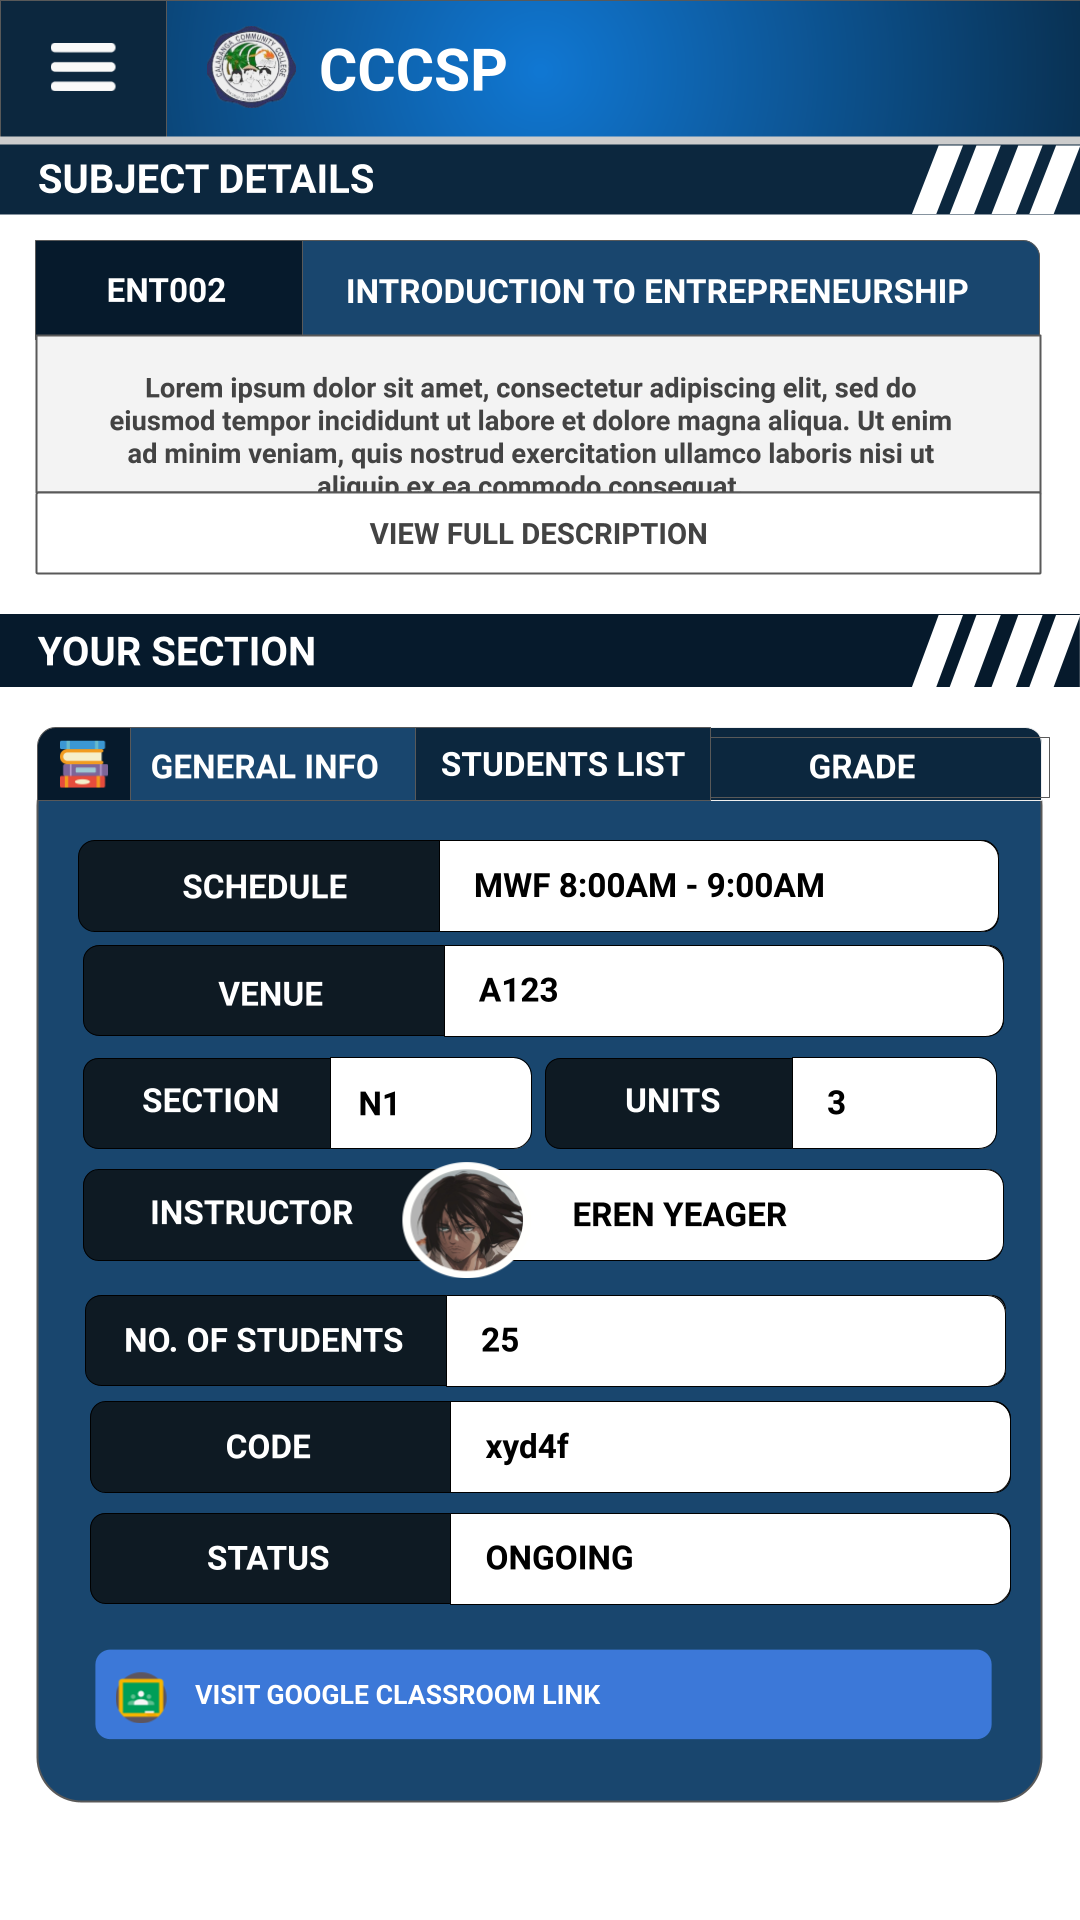 CALABANGA COMMUNITY COLLEGE
CCCSP
SUBJECT DETAILS
ENT002
INTRODUCTION TO ENTREPRENEURSHIP
Lorem ipsum dolor sit amet, consectetur adipiscing elit, sed do
eiusmod tempor incididunt ut labore et dolore magna aliqua. Ut enim
ad minim veniam, quis nostrud exercitation ullamco laboris nisi ut
aliquip ex ea commodo consequat
VIEW FULL DESCRIPTION
YOUR SECTION
GENERAL INFO
STUDENTS LIST
GRADE
SCHEDULE
MWF 8:00AM - 9:00AM
VENUE
A123
SECTION
N1
UNITS
3
INSTRUCTOR
EREN YEAGER
NO. OF STUDENTS
25
CODE
xyd4f
STATUS
ONGOING
VISIT GOOGLE CLASSROOM LINK